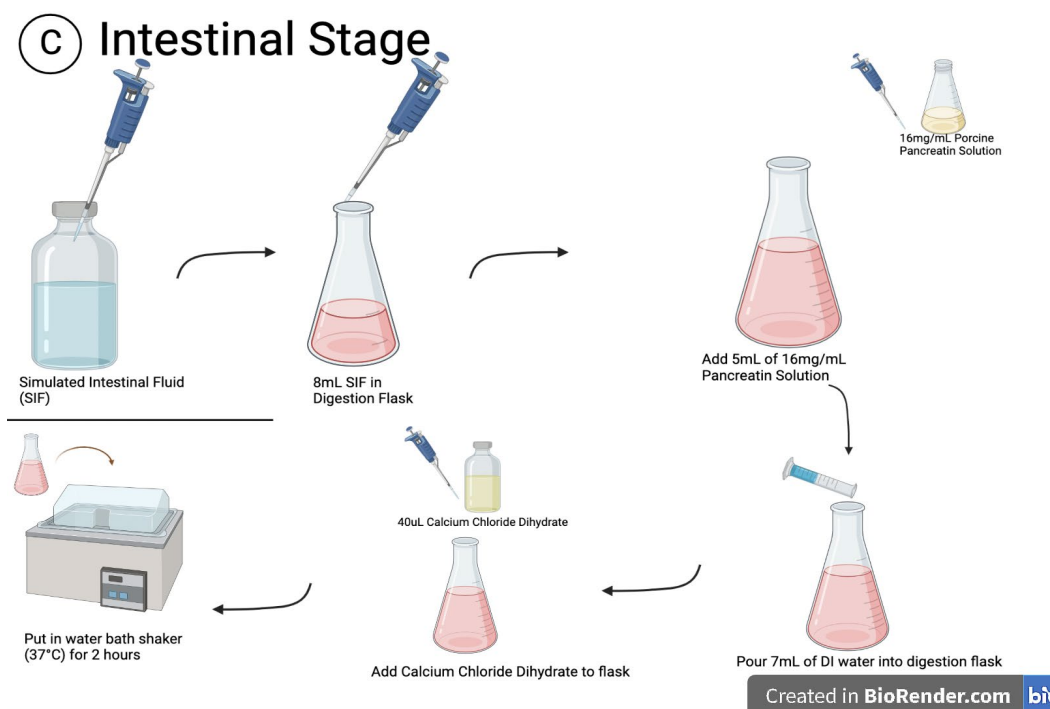 C Intestinal Stage
16mg/mL Porcine
Pancreatin Solution
Simulated Intestinal Fluid
(SIF)
8mL SIF in
Digestion Flask
Add 5mL of 16mg/mL
Pancreatin Solution
40uL Calcium Chloride Dihydrate
Put in water bath shaker
(37°C) for 2 hours
Add Calcium Chloride Dihydrate to flask
Pour 7mL of DI water into digestion flask
Created in BioRender.com bi